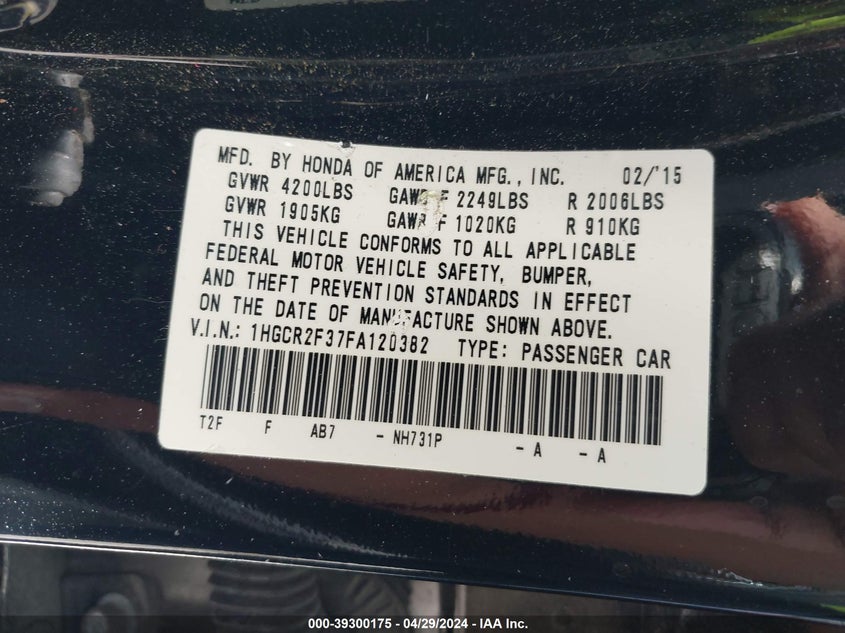 MFD. BY HONDA OF AMERICA MFG., INC. 02/'15
GVWR 4200LBS GAWR F 2249LBS R 2006LBS
GVWR 1905KG GAWR F 1020KG R 910KG
THIS VEHICLE CONFORMS TO ALL APPLICABLE
FEDERAL MOTOR VEHICLE SAFETY, BUMPER,
AND THEFT PREVENTION STANDARDS IN EFFECT
ON THE DATE OF MANUFACTURE SHOWN ABOVE.
V.I.N.: 1HGCR2F37FA120382 TYPE: PASSENGER CAR
T2F F AB7 - NH731P - A - A
000-39300175 - 04/29/2024 - IAA Inc.